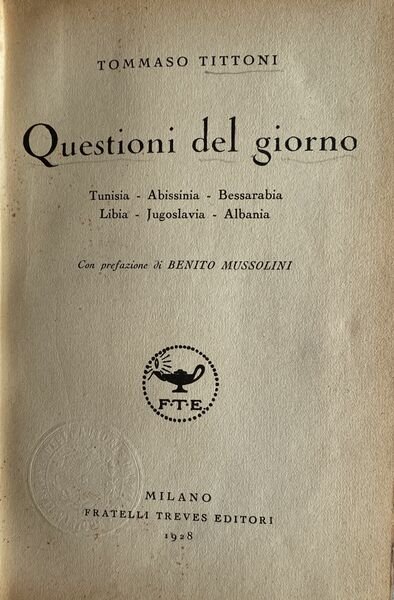 TOMMASO TITTONI
Questioni del giorno
Tunisia - Abissinia - Bessarabia
Libia - Jugoslavia - Albania
Con prefazione di BENITO MUSSOLINI
F·T·E
MILANO
FRATELLI TREVES EDITORI
1928